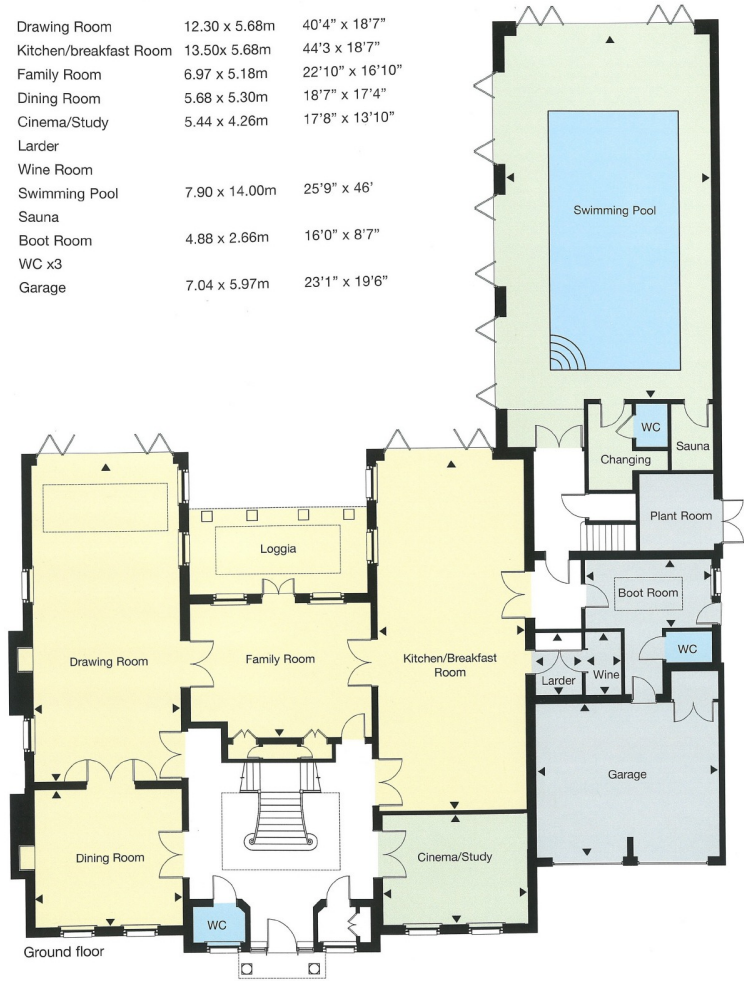 Drawing Room 12.30 x 5.68m 40'4" x 18'7"
Kitchen/breakfast Room 13.50x 5.68m 44'3 x 18'7"
Family Room 6.97 x 5.18m 22'10" x 16'10"
Dining Room 5.68 x 5.30m 18'7" x 17'4"
Cinema/Study 5.44 x 4.26m 17'8" x 13'10"
Larder
Wine Room
Swimming Pool 7.90 x 14.00m 25'9" x 46'
Sauna
Boot Room 4.88 x 2.66m 16'0" x 8'7"
WC x3
Garage 7.04 x 5.97m 23'1" x 19'6"
Swimming Pool
WC
Sauna
Changing
Plant Room
Loggia
Boot Room
Drawing Room
Family Room
Kitchen/Breakfast
Room
WC
Larder
Wine
Garage
Dining Room
Cinema/Study
WC
Ground floor